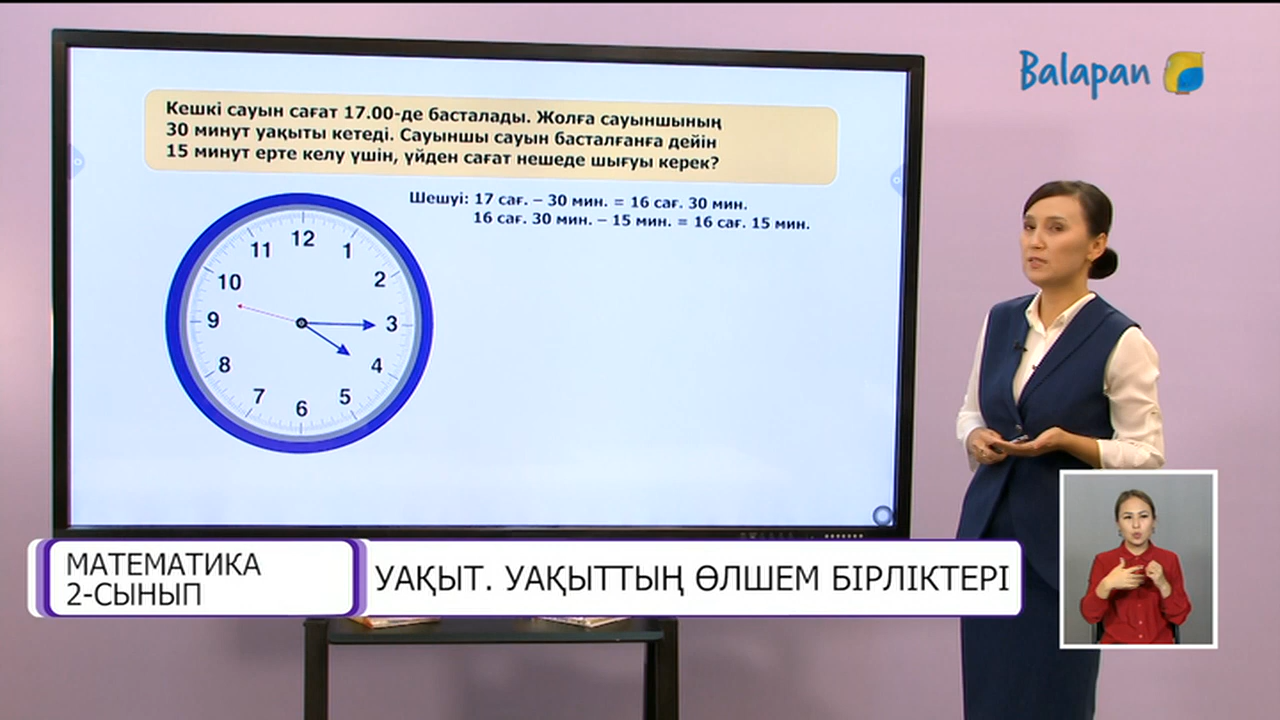 Balapan
Кешкі сауын сағат 17.00-де басталады. Жолға сауыншының
30 минут уақыты кетеді. Сауыншы сауын басталғанға дейін
15 минут ерте келу үшін, үйден сағат нешеде шығуы керек?
Шешуі: 17 сағ. – 30 мин. = 16 сағ. 30 мин.
16 сағ. 30 мин. – 15 мин. = 16 сағ. 15 мин.
12
11 1
10 2
9 3
8 4
7 5
6
МАТЕМАТИКА
2-СЫНЫП
УАҚЫТ. УАҚЫТТЫҢ ӨЛШЕМ БІРЛІКТЕРІ